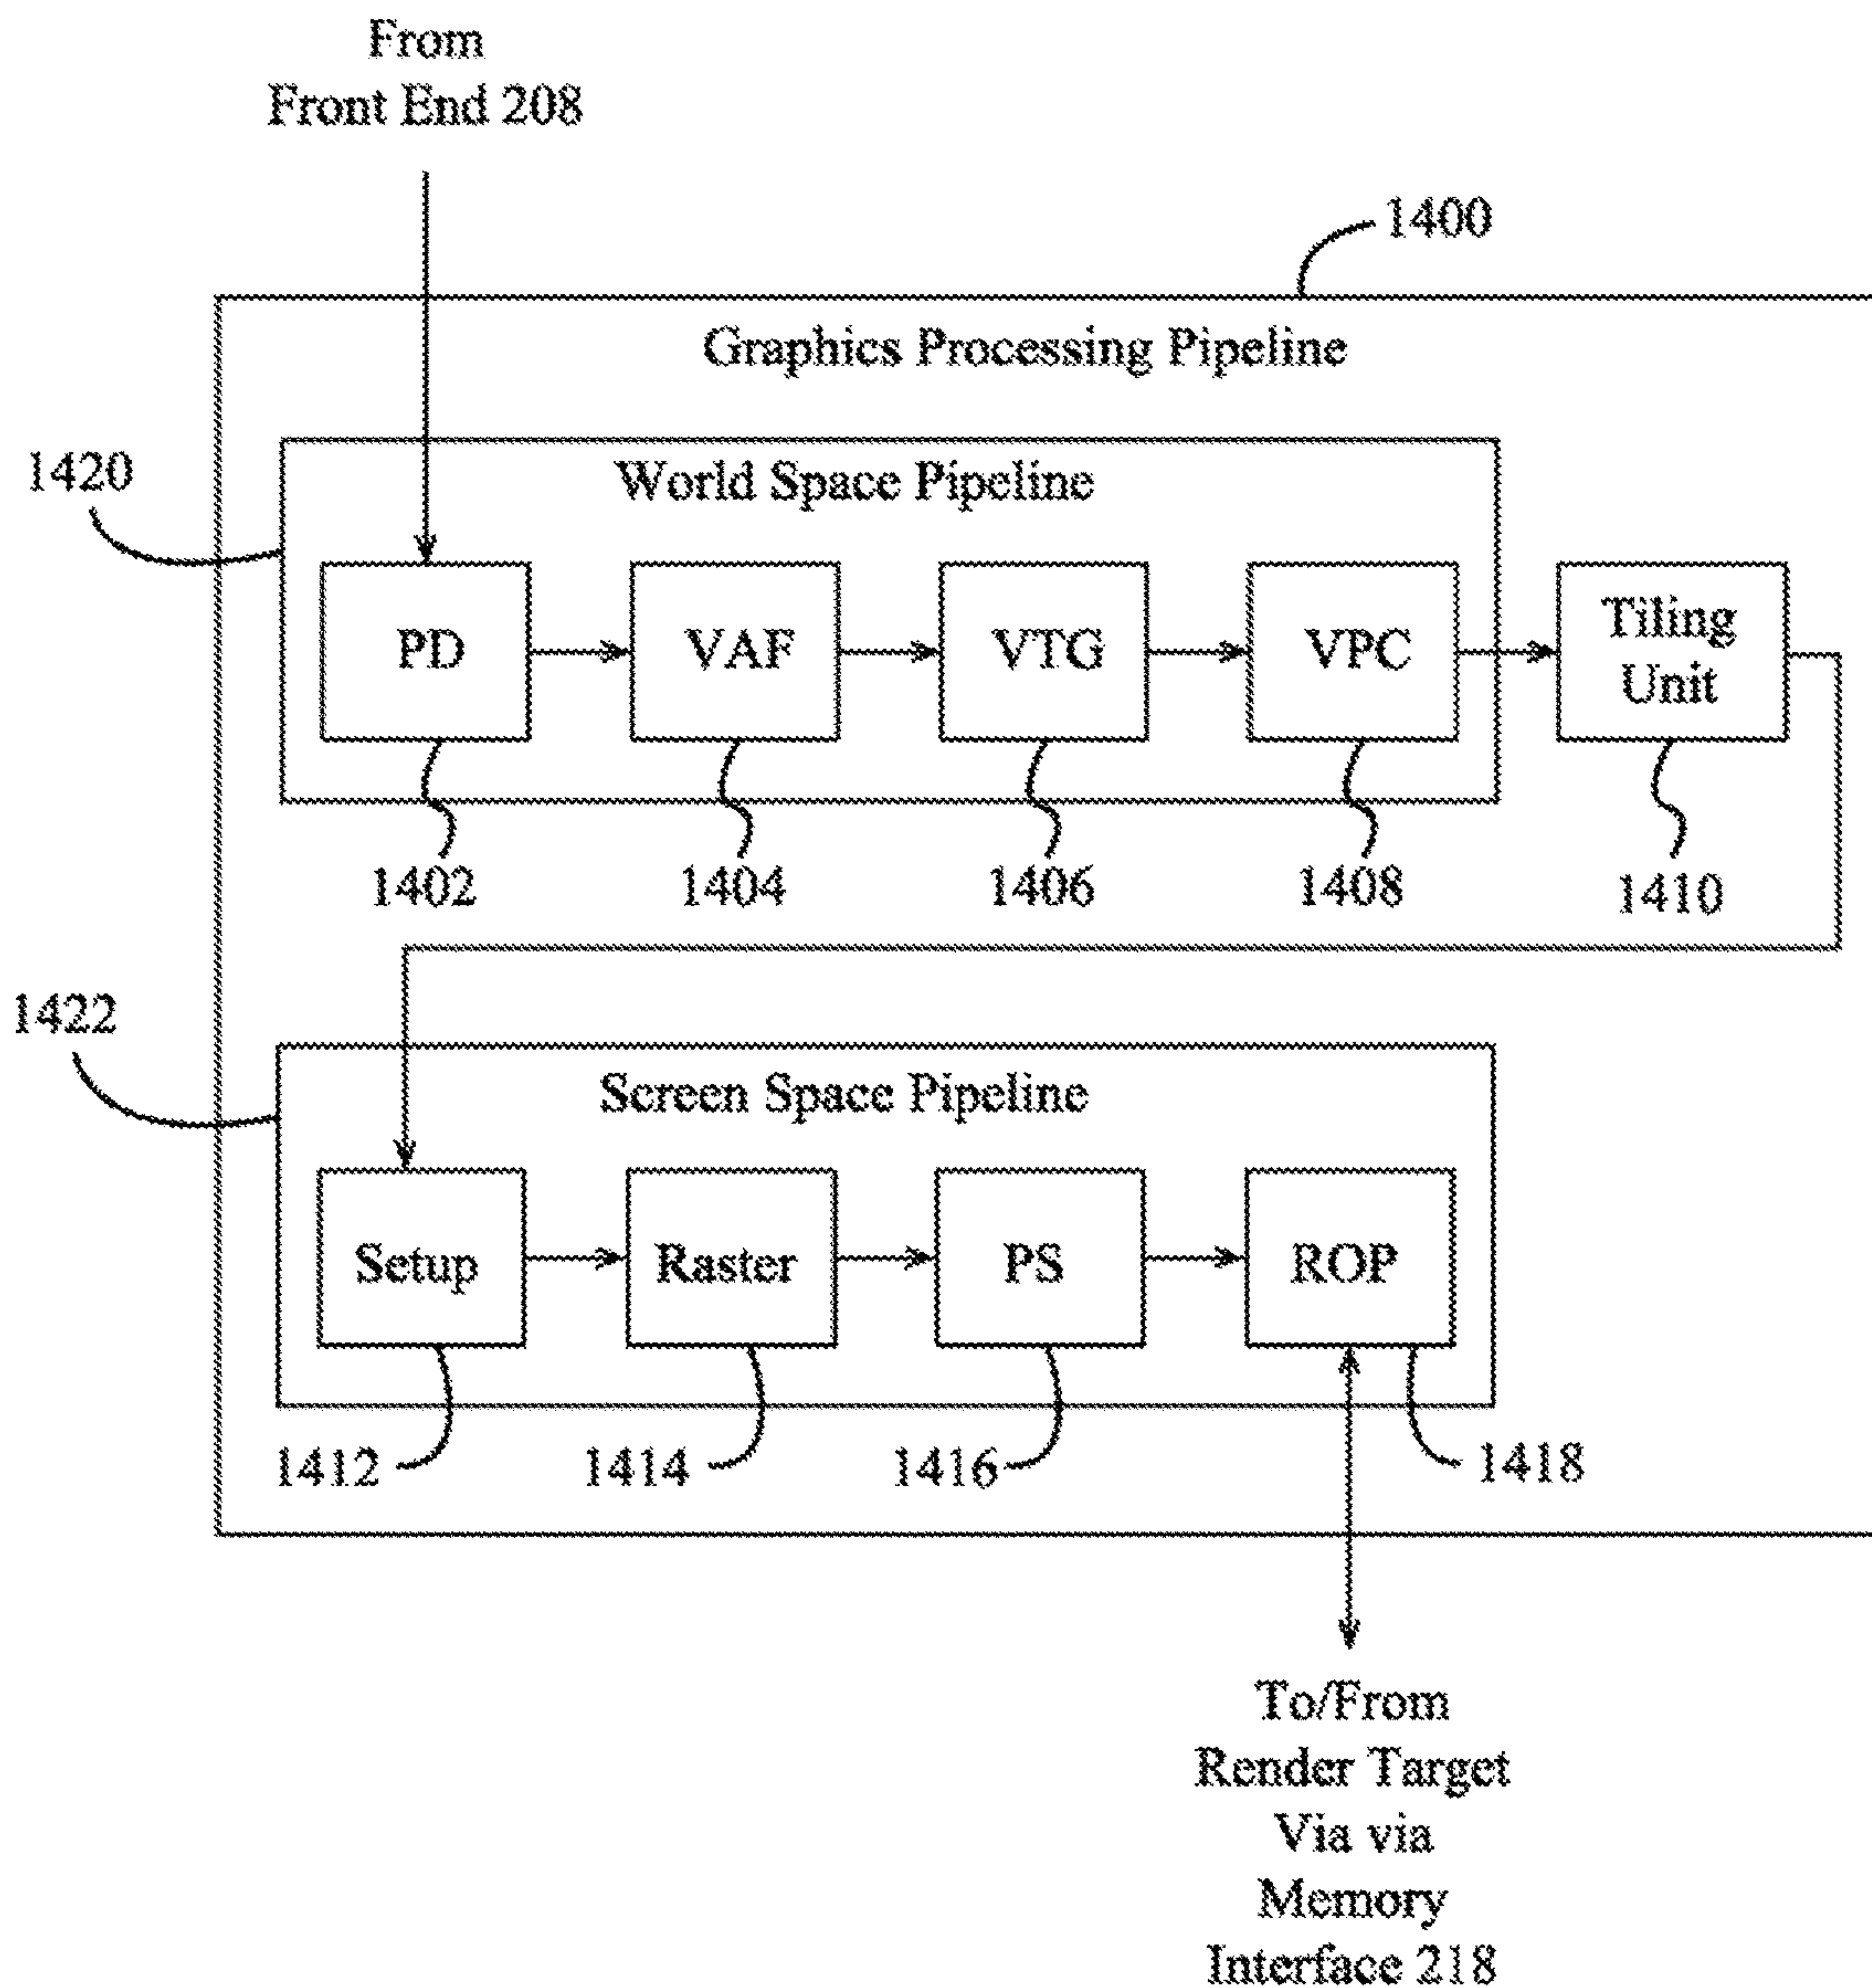 From
Front End 208
1400
Graphics Processing Pipeline
1420
World Space Pipeline
PD
VAF
VTG
VPC
Tiling
Unit
1402
1404
1406
1408
1410
1422
Screen Space Pipeline
Setup
Raster
PS
ROP
1412
1414
1416
1418
To/From
Render Target
Via via
Memory
Interface 218